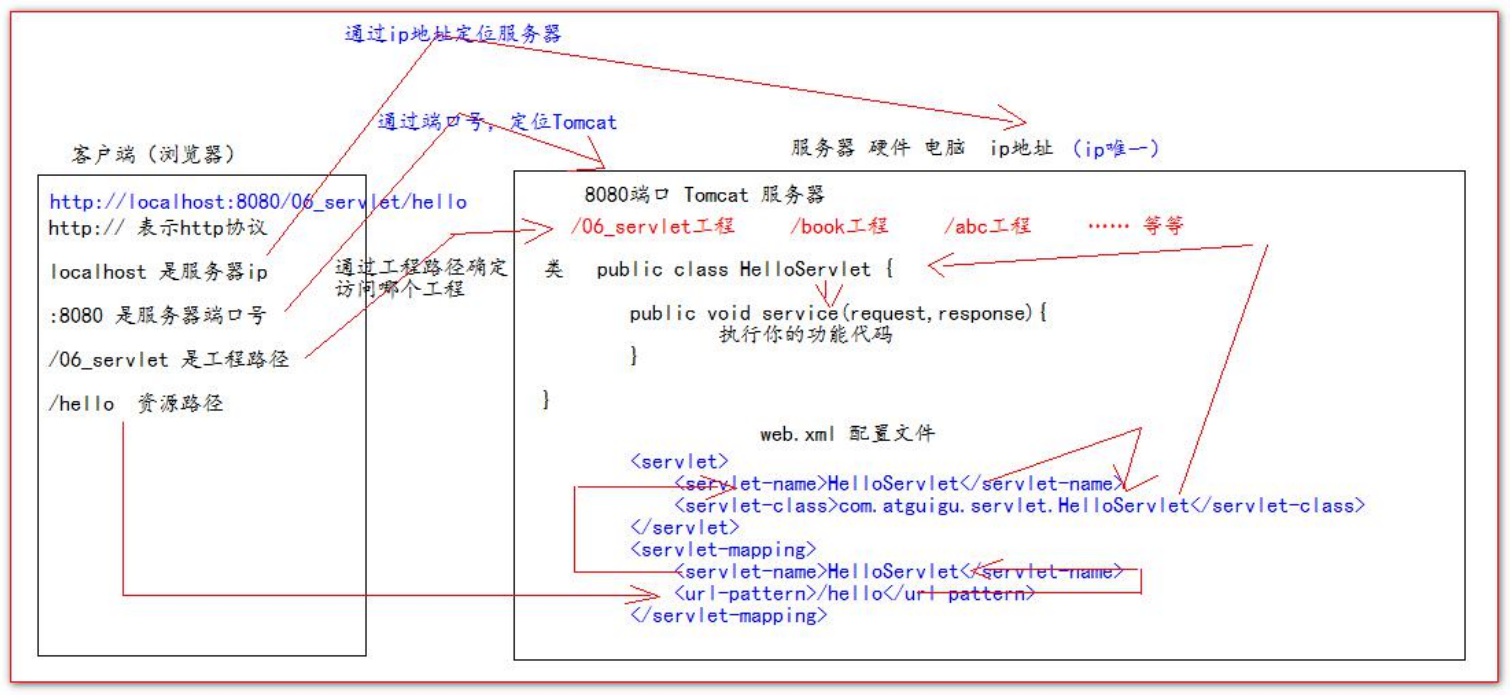 通过ip地址定位服务器
通过端口号，定位Tomcat
客户端（浏览器）
http://localhost:8080/06_servlet/hello
http:// 表示http协议
localhost 是服务器ip
:8080 是服务器端口号
/06_servlet 是工程路径
/hello 资源路径
通过工程路径确定
访问哪个工程
服务器 硬件 电脑 ip地址 （ip唯一）
8080端口 Tomcat 服务器
/06_servlet工程 /book工程 /abc工程 …… 等等
类 public class HelloServlet {
public void service(request,response){
执行你的功能代码
}
}
web.xml 配置文件
<servlet>
<servlet-name>HelloServlet</servlet-name>
<servlet-class>com.atguigu.servlet.HelloServlet</servlet-class>
</servlet>
<servlet-mapping>
<servlet-name>HelloServlet</servlet-name>
<url-pattern>/hello</url-pattern>
</servlet-mapping>